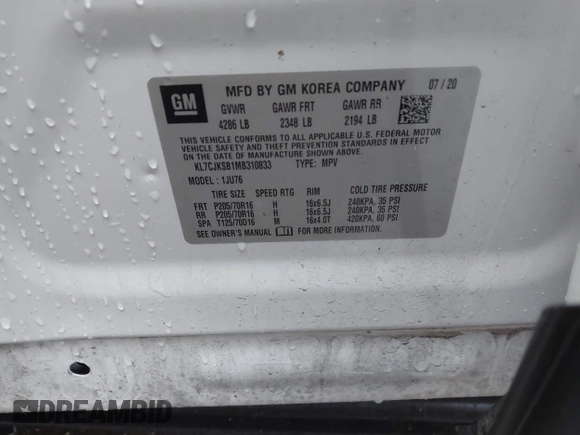 GM
MFD BY GM KOREA COMPANY 07/20
GVWR GAWR FRT GAWR RR
4286 LB 2348 LB 2194 LB
THIS VEHICLE CONFORMS TO ALL APPLICABLE U.S. FEDERAL MOTOR
VEHICLE SAFETY AND THEFT PREVENTION STANDARDS IN EFFECT
ON THE DATE OF MANUFACTURE SHOWN ABOVE.
KL7CJKSB1MB310833 TYPE: MPV
MODEL: 1JU76
TIRE SIZE SPEED RTG RIM COLD TIRE PRESSURE
FRT P205/70R16 H 16x6.5J 240KPA, 35 PSI
RR P205/70R16 H 16x6.5J 240KPA, 35 PSI
SPA T125/70D16 M 16x4.0T 420KPA, 60 PSI
SEE OWNER'S MANUAL FOR MORE INFORMATION.
DREAMBID